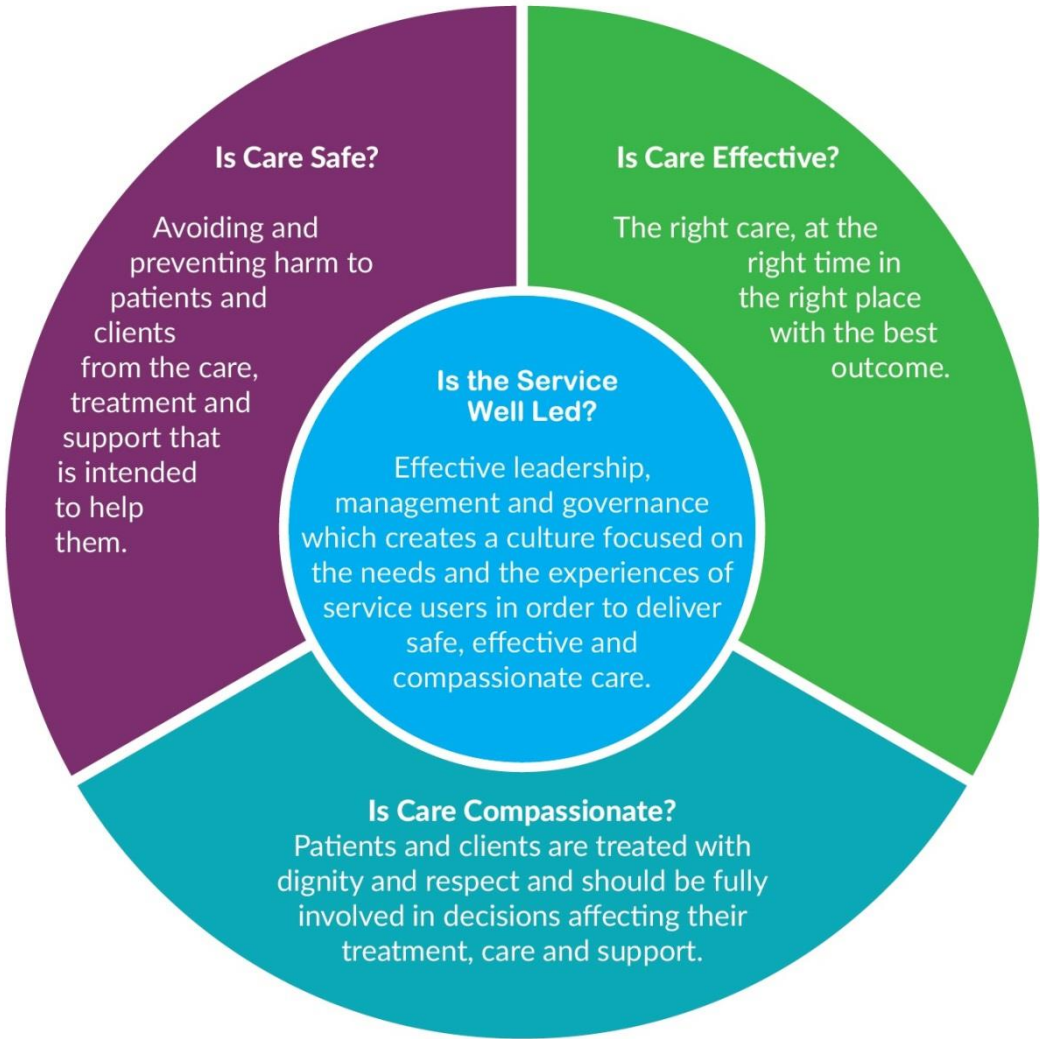 Is Care Safe?
Avoiding and
preventing harm to
patients and
clients
from the care,
treatment and
support that
is intended
to help
them.
Is Care Effective?
The right care, at the
right time in
the right place
with the best
outcome.
Is the Service
Well Led?
Effective leadership,
management and governance
which creates a culture focused on
the needs and the experiences of
service users in order to deliver
safe, effective and
compassionate care.
Is Care Compassionate?
Patients and clients are treated with
dignity and respect and should be fully
involved in decisions affecting their
treatment, care and support.